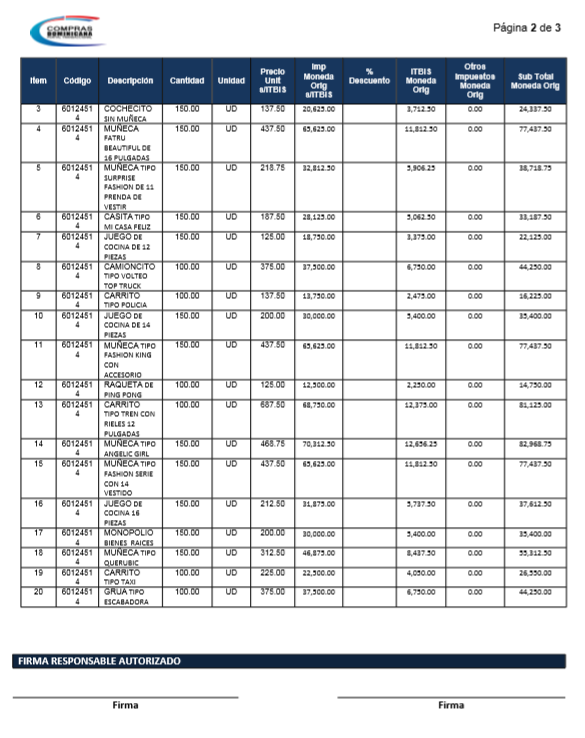 COMPRAS
DOMINICANA
Página 2 de 3
Item Código Descripción Cantidad Unidad Precio Unit s/ITBIS Imp Moneda Orig s/ITBIS % Descuento ITBIS Moneda Orig Otros Impuestos Moneda Orig Sub Total Moneda Orig
3 60124514 COCHECITO SIN MUÑECA 150.00 UD 137.50 20,625.00 3,712.50 0.00 24,337.50
4 60124514 MUÑECA FATRU BEAUTIFUL DE 16 PULGADAS 150.00 UD 437.50 65,625.00 11,812.50 0.00 77,437.50
5 60124514 MUÑECA TIPO SURPRISE FASHION DE 11 PRENDA DE VESTIR 150.00 UD 218.75 32,812.50 5,906.25 0.00 38,718.75
6 60124514 CASITA TIPO MI CASA FELIZ 150.00 UD 187.50 28,125.00 5,062.50 0.00 33,187.50
7 60124514 JUEGO DE COCINA DE 12 PIEZAS 150.00 UD 125.00 18,750.00 3,375.00 0.00 22,125.00
8 60124514 CAMIONCITO TIPO VOLTEO TOP TRUCK 100.00 UD 375.00 37,500.00 6,750.00 0.00 44,250.00
9 60124514 CARRITO TIPO POLICIA 100.00 UD 137.50 13,750.00 2,475.00 0.00 16,225.00
10 60124514 JUEGO DE COCINA DE 14 PIEZAS 150.00 UD 200.00 30,000.00 5,400.00 0.00 35,400.00
11 60124514 MUÑECA TIPO FASHION KING CON ACCESORIO 150.00 UD 437.50 65,625.00 11,812.50 0.00 77,437.50
12 60124514 RAQUETA DE PING PONG 100.00 UD 125.00 12,500.00 2,250.00 0.00 14,750.00
13 60124514 CARRITO TIPO TREN CON RIELES 12 PULGADAS 100.00 UD 687.50 68,750.00 12,375.00 0.00 81,125.00
14 60124514 MUÑECA TIPO ANGELIC GIRL 150.00 UD 468.75 70,312.50 12,656.25 0.00 82,968.75
15 60124514 MUÑECA TIPO FASHION SERIE CON 14 VESTIDO 150.00 UD 437.50 65,625.00 11,812.50 0.00 77,437.50
16 60124514 JUEGO DE COCINA 16 PIEZAS 150.00 UD 212.50 31,875.00 5,737.50 0.00 37,612.50
17 60124514 MONOPOLIO BIENES RAICES 150.00 UD 200.00 30,000.00 5,400.00 0.00 35,400.00
18 60124514 MUÑECA TIPO QUERUBIC 150.00 UD 312.50 46,875.00 8,437.50 0.00 55,312.50
19 60124514 CARRITO TIPO TAXI 100.00 UD 225.00 22,500.00 4,050.00 0.00 26,550.00
20 60124514 GRUA TIPO ESCABADORA 100.00 UD 375.00 37,500.00 6,750.00 0.00 44,250.00
FIRMA RESPONSABLE AUTORIZADO
Firma Firma